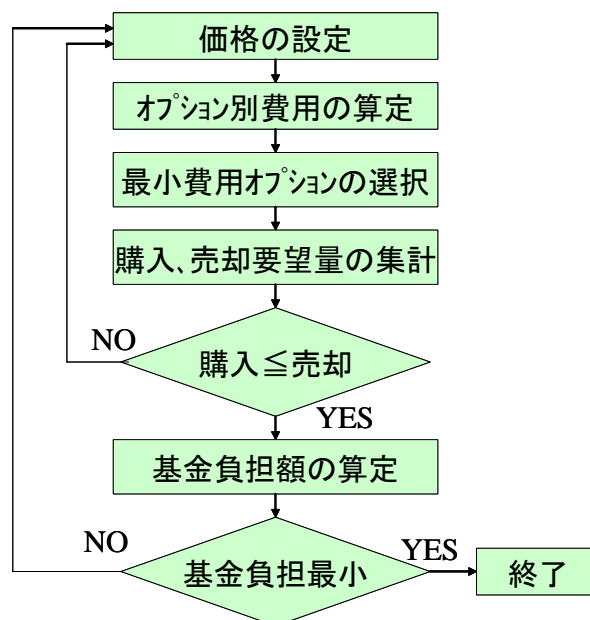 価格の設定
ｵﾌﾟｼｮﾝ別費用の算定
最小費用ｵﾌﾟｼｮﾝの選択
購入､売却要望量の集計
NO
購入≦売却
YES
基金負担額の算定
NO
基金負担最小
YES
終了